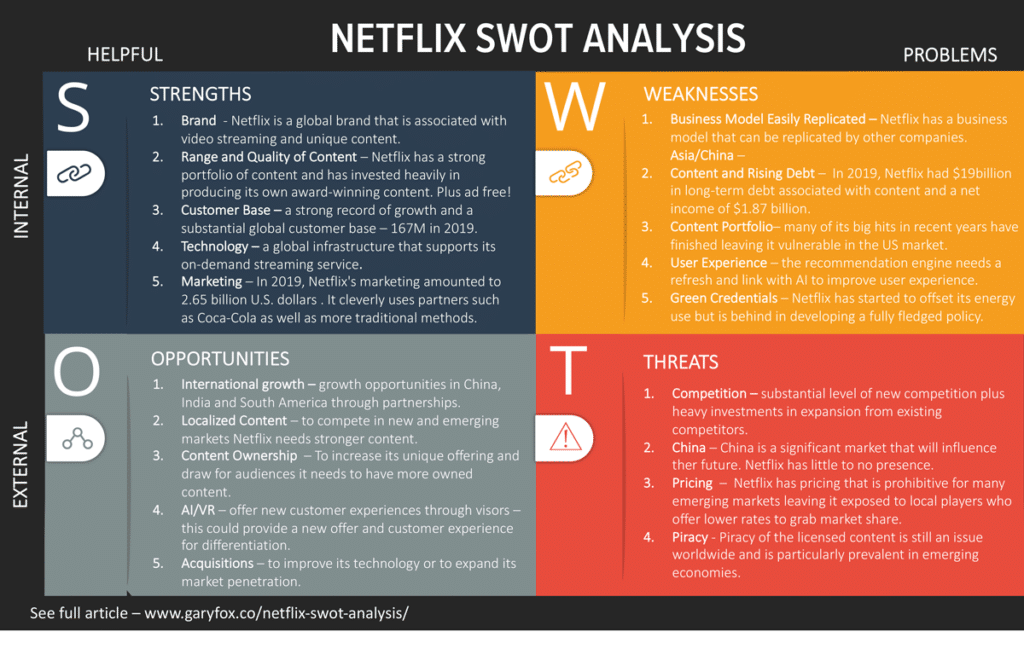 NETFLIX SWOT ANALYSIS
HELPFUL
PROBLEMS
INTERNAL
S
STRENGTHS
1. Brand - Netflix is a global brand that is associated with
video streaming and unique content.
2. Range and Quality of Content – Netflix has a strong
portfolio of content and has invested heavily in
producing its own award-winning content. Plus ad free!
3. Customer Base – a strong record of growth and a
substantial global customer base – 167M in 2019.
4. Technology – a global infrastructure that supports its
on-demand streaming service.
5. Marketing – In 2019, Netflix's marketing amounted to
2.65 billion U.S. dollars . It cleverly uses partners such
as Coca-Cola as well as more traditional methods.
W
WEAKNESSES
1. Business Model Easily Replicated – Netflix has a business
model that can be replicated by other companies.
Asia/China –
2. Content and Rising Debt – In 2019, Netflix had $19billion
in long-term debt associated with content and a net
income of $1.87 billion.
3. Content Portfolio– many of its big hits in recent years have
finished leaving it vulnerable in the US market.
4. User Experience – the recommendation engine needs a
refresh and link with AI to improve user experience.
5. Green Credentials – Netflix has started to offset its energy
use but is behind in developing a fully fledged policy.
EXTERNAL
O
OPPORTUNITIES
1. International growth – growth opportunities in China,
India and South America through partnerships.
2. Localized Content – to compete in new and emerging
markets Netflix needs stronger content.
3. Content Ownership – To increase its unique offering and
draw for audiences it needs to have more owned
content.
4. AI/VR – offer new customer experiences through visors –
this could provide a new offer and customer experience
for differentiation.
5. Acquisitions – to improve its technology or to expand its
market penetration.
T
THREATS
1. Competition – substantial level of new competition plus
heavy investments in expansion from existing
competitors.
2. China – China is a significant market that will influence
ther future. Netflix has little to no presence.
3. Pricing – Netflix has pricing that is prohibitive for many
emerging markets leaving it exposed to local players who
offer lower rates to grab market share.
4. Piracy - Piracy of the licensed content is still an issue
worldwide and is particularly prevalent in emerging
economies.
See full article – www.garyfox.co/netflix-swot-analysis/